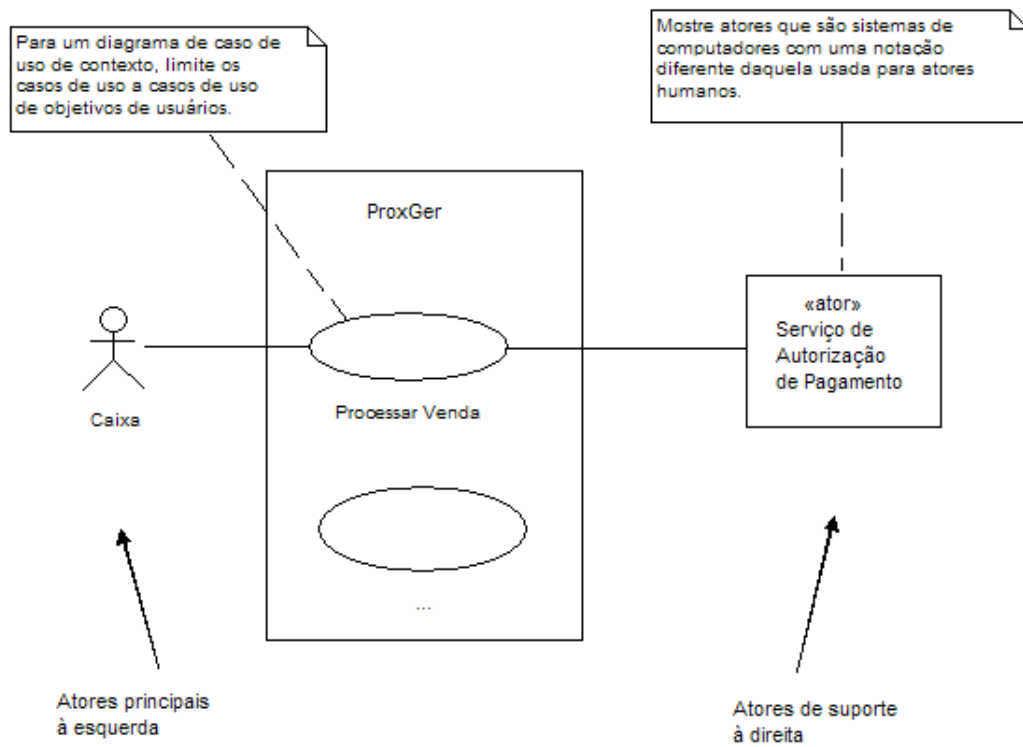 Para um diagrama de caso de
uso de contexto, limite os
casos de uso a casos de uso
de objetivos de usuários.
Mostre atores que são sistemas de
computadores com uma notação
diferente daquela usada para atores
humanos.
ProxGer
Caixa
Processar Venda
«ator»
Serviço de
Autorização
de Pagamento
...
Atores principais
à esquerda
Atores de suporte
à direita